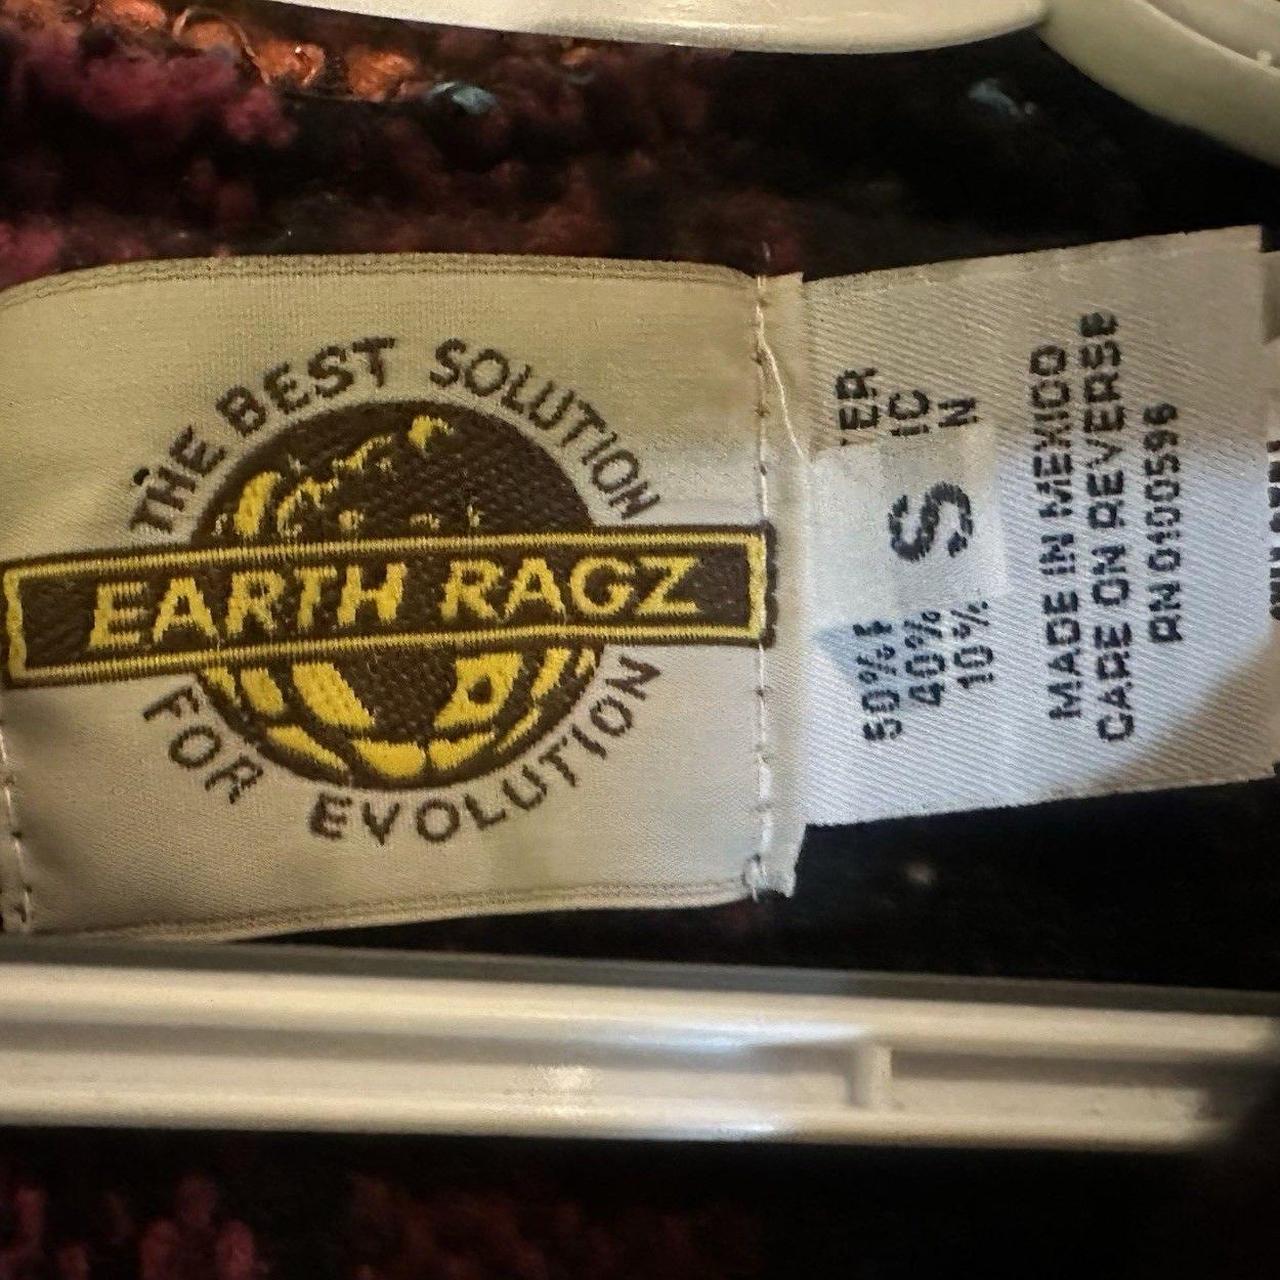 THE BEST SOLUTION
EARTH RAGZ
FOR EVOLUTION
S
50%
40%
10%
MADE IN MEXICO
CARE ON REVERSE
RN 0100596